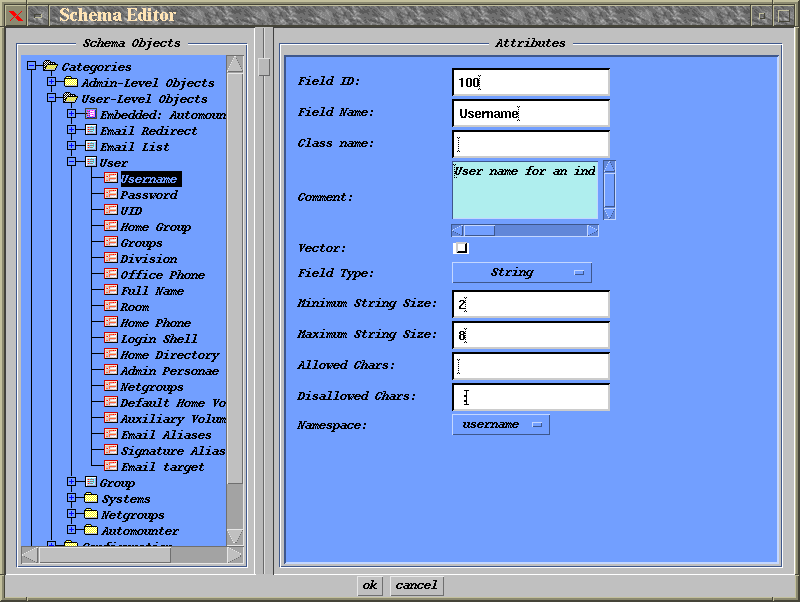 Schema Editor
Schema Objects
Categories
Admin-Level Objects
User-Level Objects
Embedded: Automoun
Email Redirect
Email List
User
Username
Password
UID
Home Group
Groups
Division
Office Phone
Full Name
Room
Home Phone
Login Shell
Home Directory
Admin Personae
Netgroups
Default Home Vo
Auxiliary Volum
Email Aliases
Signature Alias
Email target
Group
Systems
Netgroups
Automounter
Attributes
Field ID: 100
Field Name: Username
Class name:
Comment: User name for an ind
Vector:
Field Type: String
Minimum String Size: 2
Maximum String Size: 8
Allowed Chars:
Disallowed Chars:
Namespace: username
ok cancel